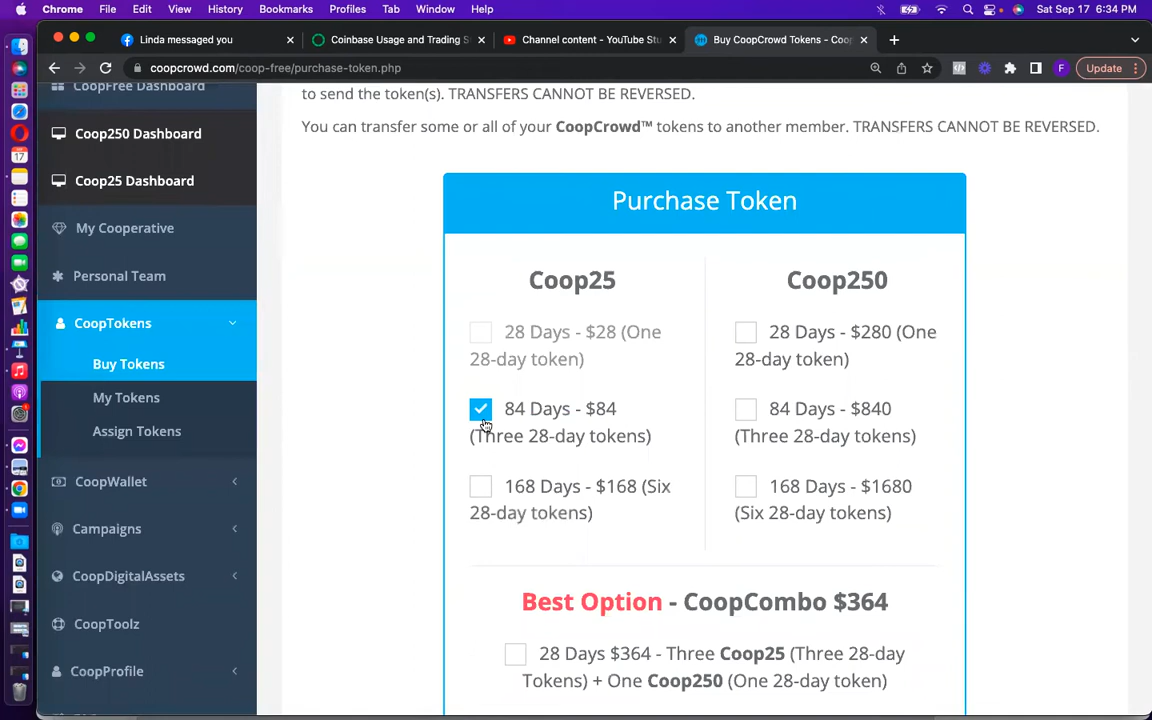 Chrome File Edit View History Bookmarks Profiles Tab Window Help Sat Sep 17 6:34 PM
Linda messaged you Coinbase Usage and Trading S Channel content - YouTube Stu Buy CoopCrowd Tokens - Coop
coopcrowd.com/coop-free/purchase-token.php F Update
CoopFree Dashboard
Coop250 Dashboard
Coop25 Dashboard
My Cooperative
Personal Team
CoopTokens
Buy Tokens
My Tokens
Assign Tokens
CoopWallet
Campaigns
CoopDigitalAssets
CoopToolz
CoopProfile
to send the token(s). TRANSFERS CANNOT BE REVERSED.
You can transfer some or all of your CoopCrowd™ tokens to another member. TRANSFERS CANNOT BE REVERSED.
Purchase Token
Coop25
28 Days - $28 (One
28-day token)
84 Days - $84
(Three 28-day tokens)
168 Days - $168 (Six
28-day tokens)
Coop250
28 Days - $280 (One
28-day token)
84 Days - $840
(Three 28-day tokens)
168 Days - $1680
(Six 28-day tokens)
Best Option - CoopCombo $364
28 Days $364 - Three Coop25 (Three 28-day
Tokens) + One Coop250 (One 28-day token)